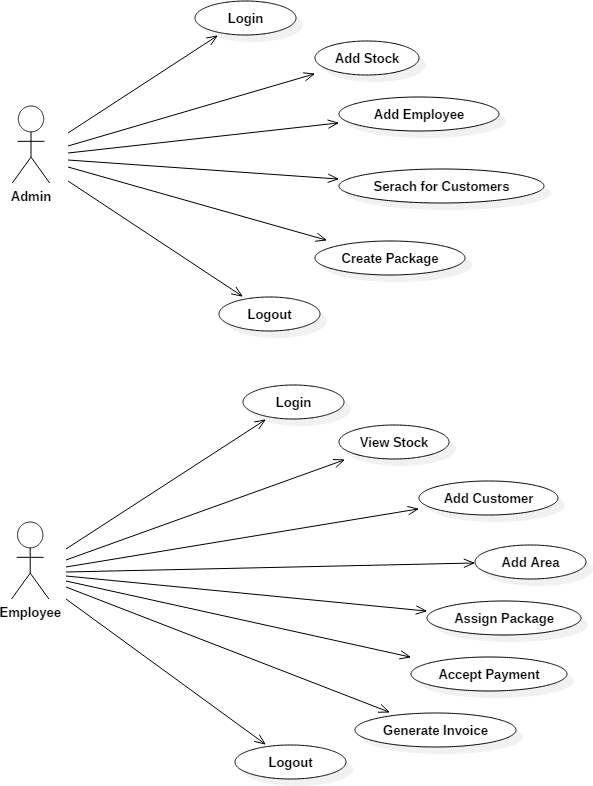 Login
Add Stock
Add Employee
Serach for Customers
Admin
Create Package
Logout
Login
View Stock
Add Customer
Add Area
Employee
Assign Package
Accept Payment
Generate Invoice
Logout